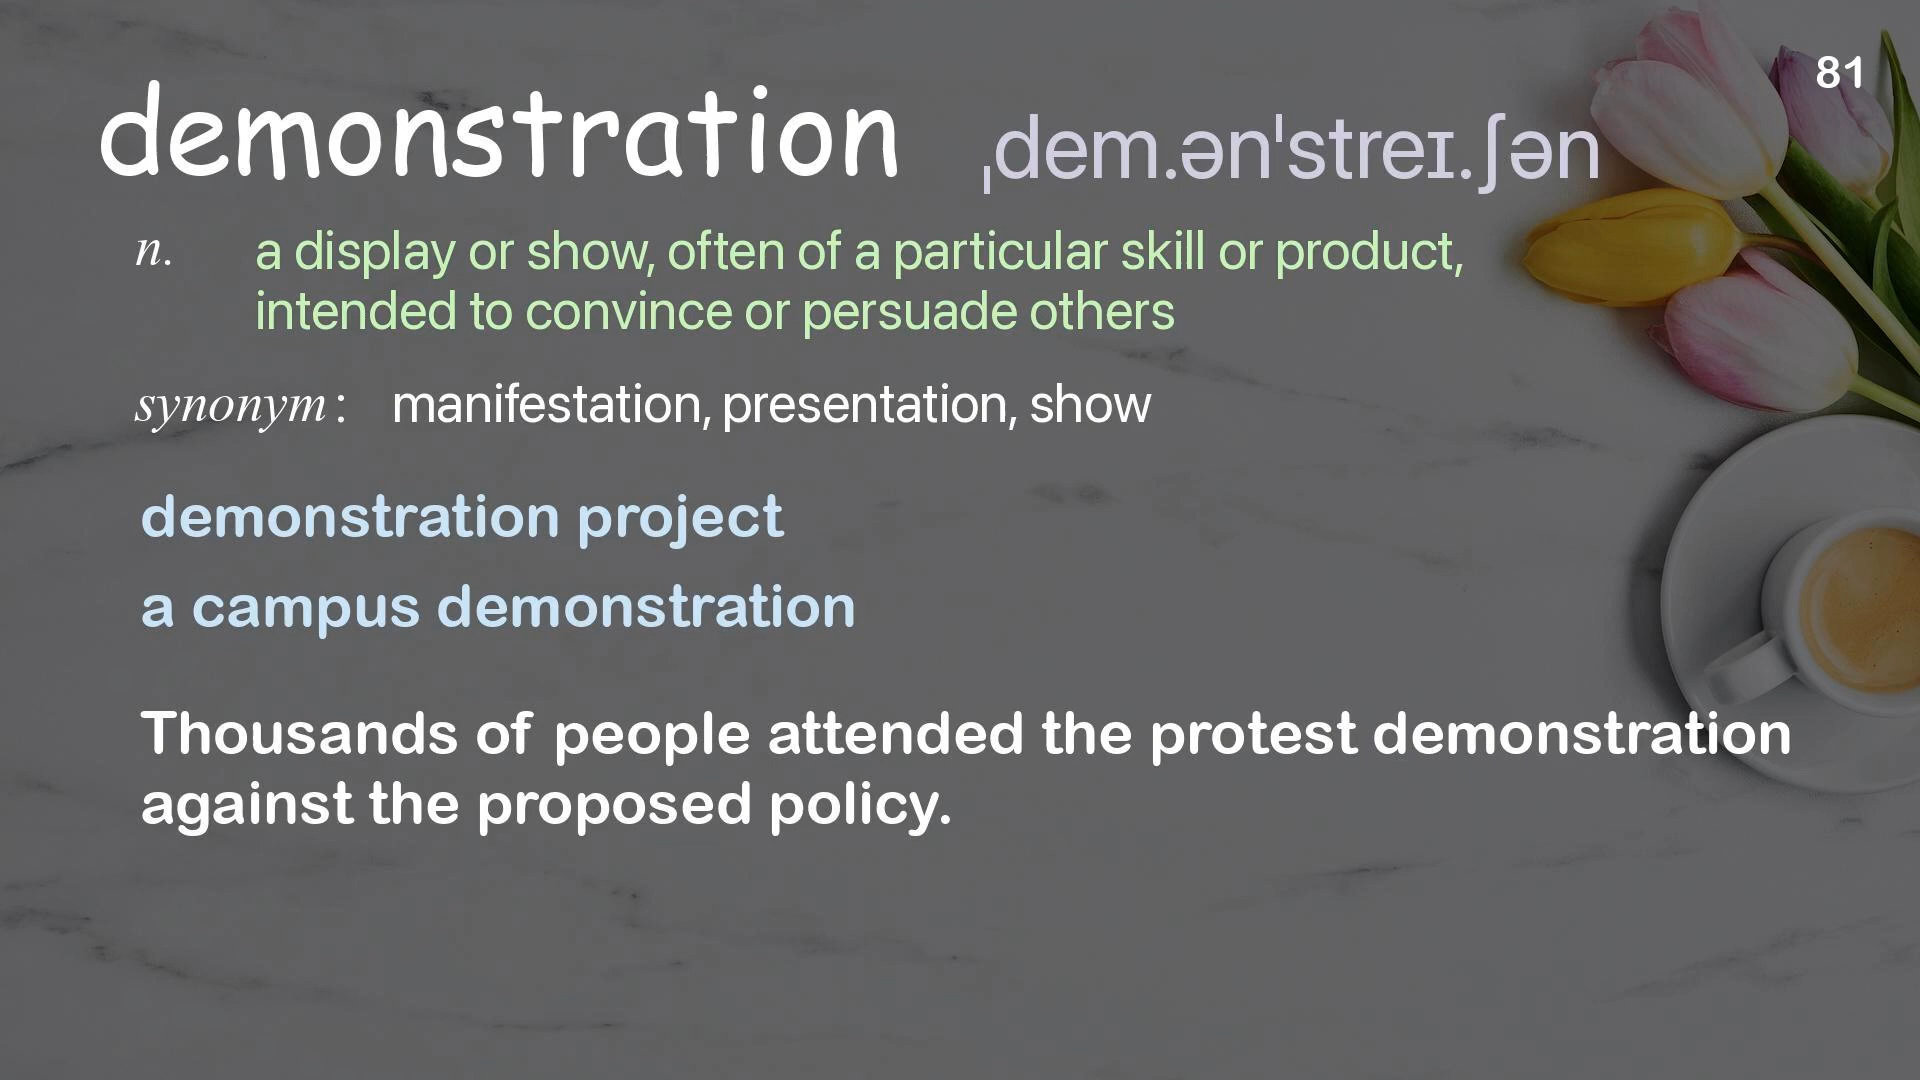 81
demonstration ˌdem.ən'streɪ.ʃən
n. a display or show, often of a particular skill or product,
intended to convince or persuade others
synonym: manifestation, presentation, show
demonstration project
a campus demonstration
Thousands of people attended the protest demonstration
against the proposed policy.